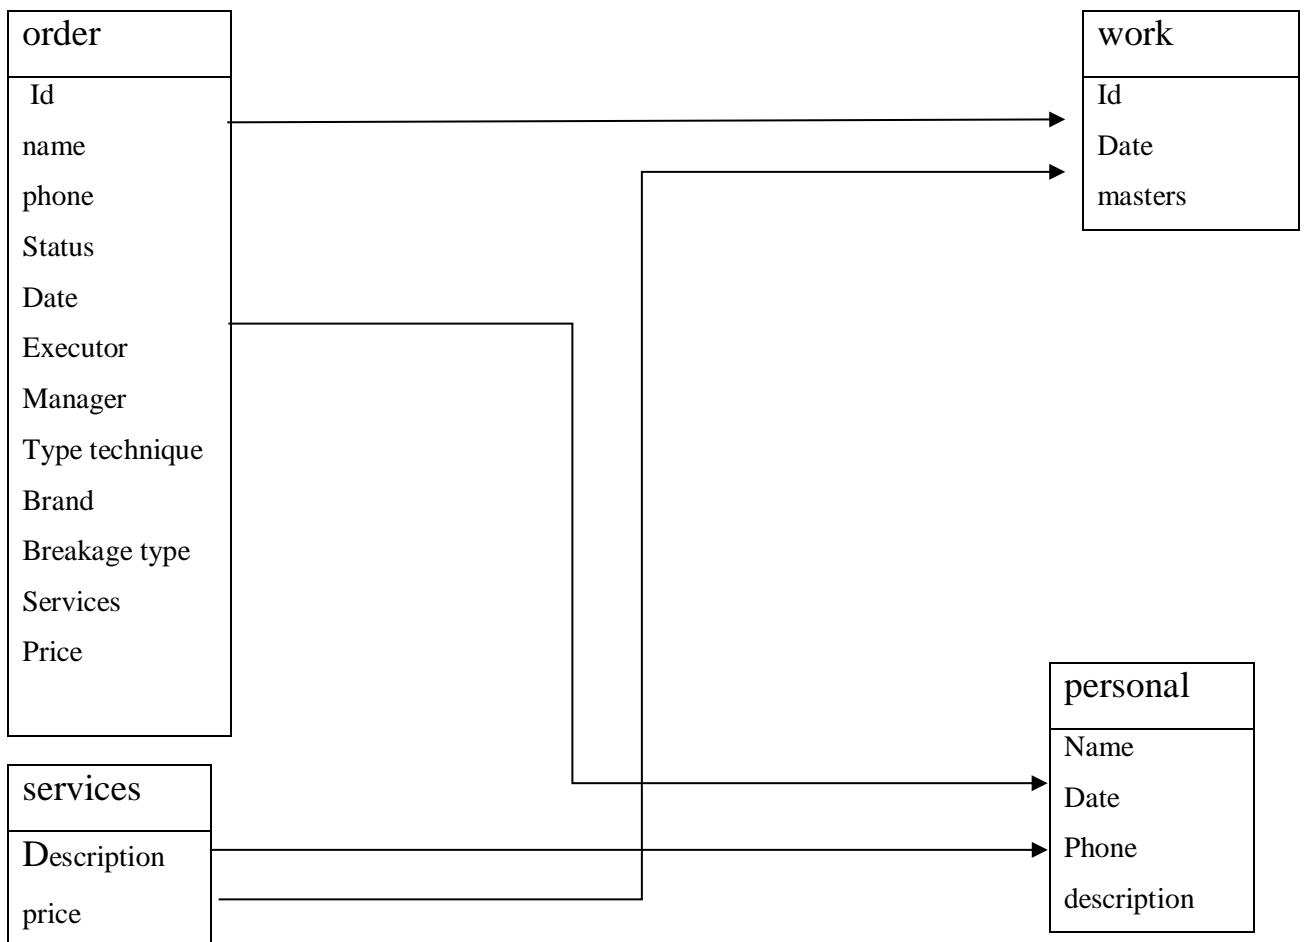 order
Id
name
phone
Status
Date
Executor
Manager
Type technique
Brand
Breakage type
Services
Price
work
Id
Date
masters
services
Description
price
personal
Name
Date
Phone
description